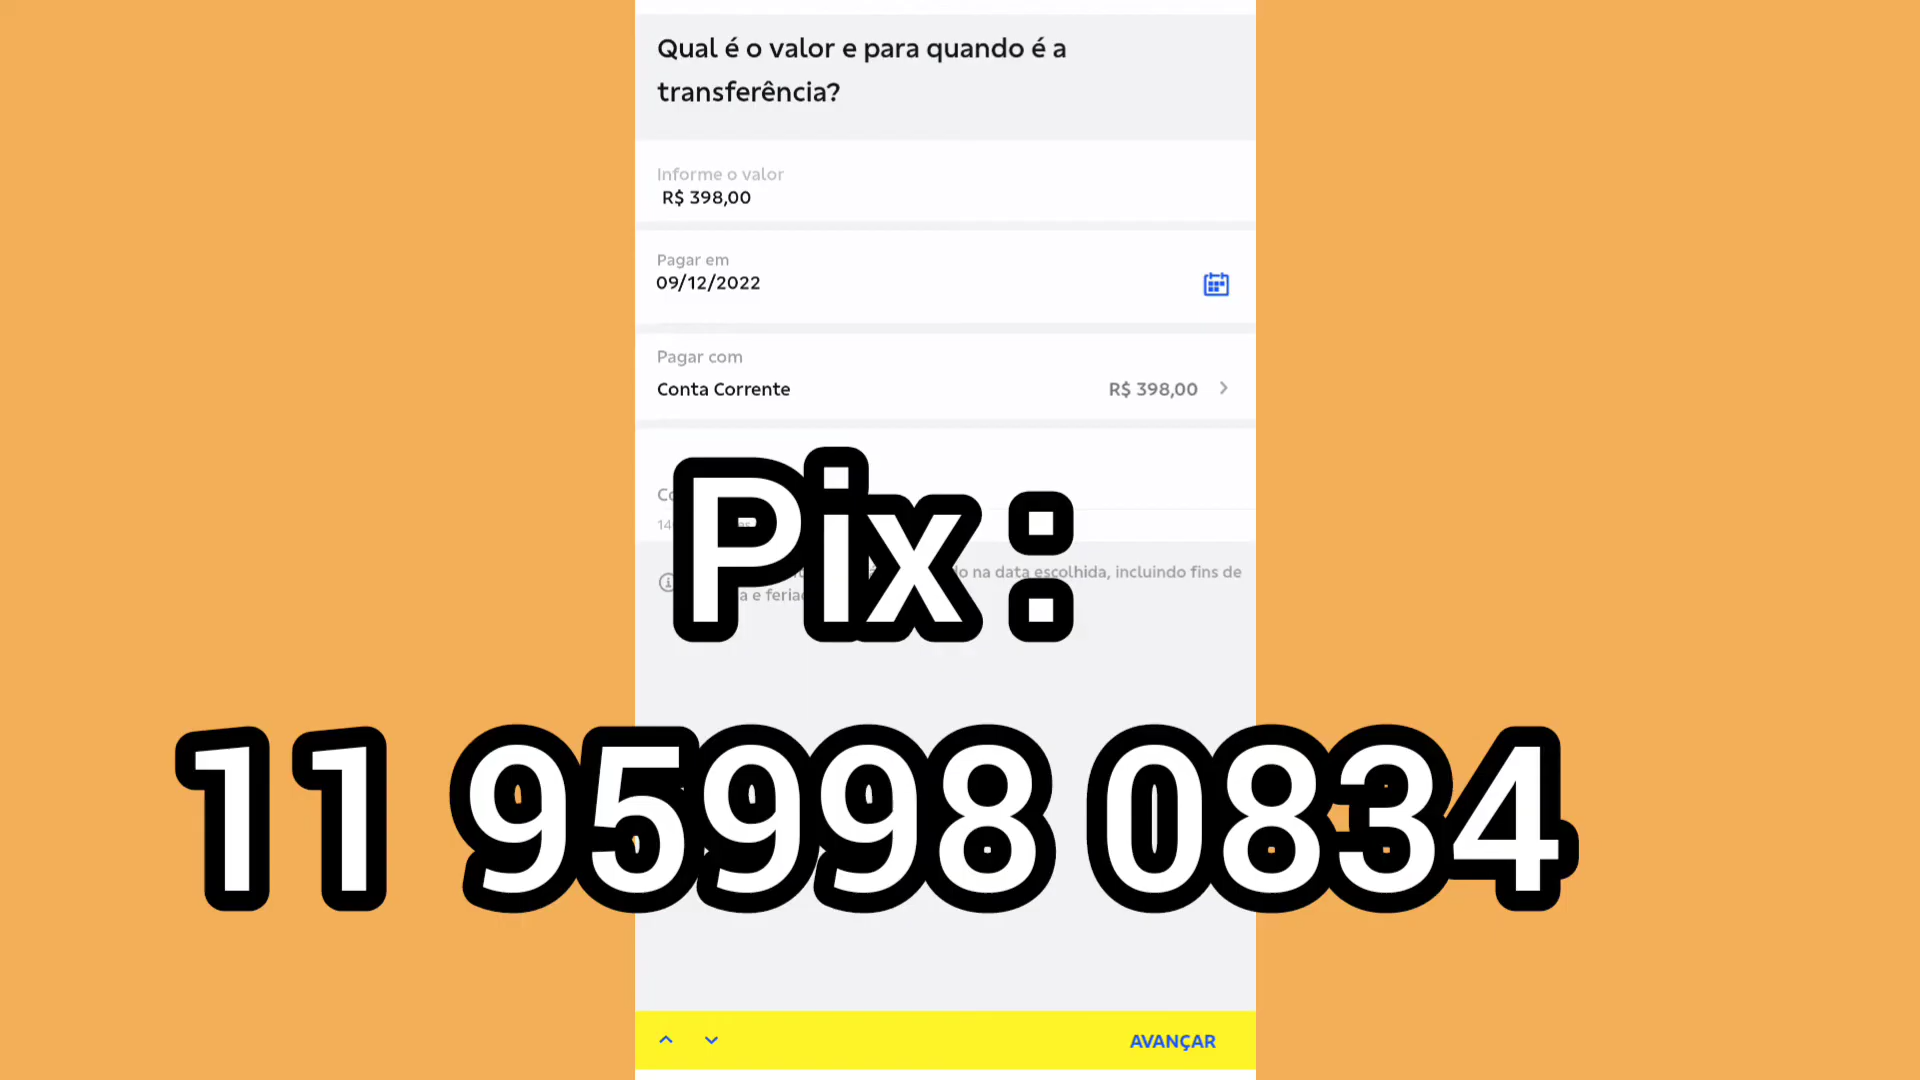 Qual é o valor e para quando é a
transferência?
Informe o valor
R$ 398,00
Pagar em
09/12/2022
Pagar com
Conta Corrente
R$ 398,00
Pix :
na data escolhida, incluindo fins de
a e
11 95998 0834
AVANÇAR